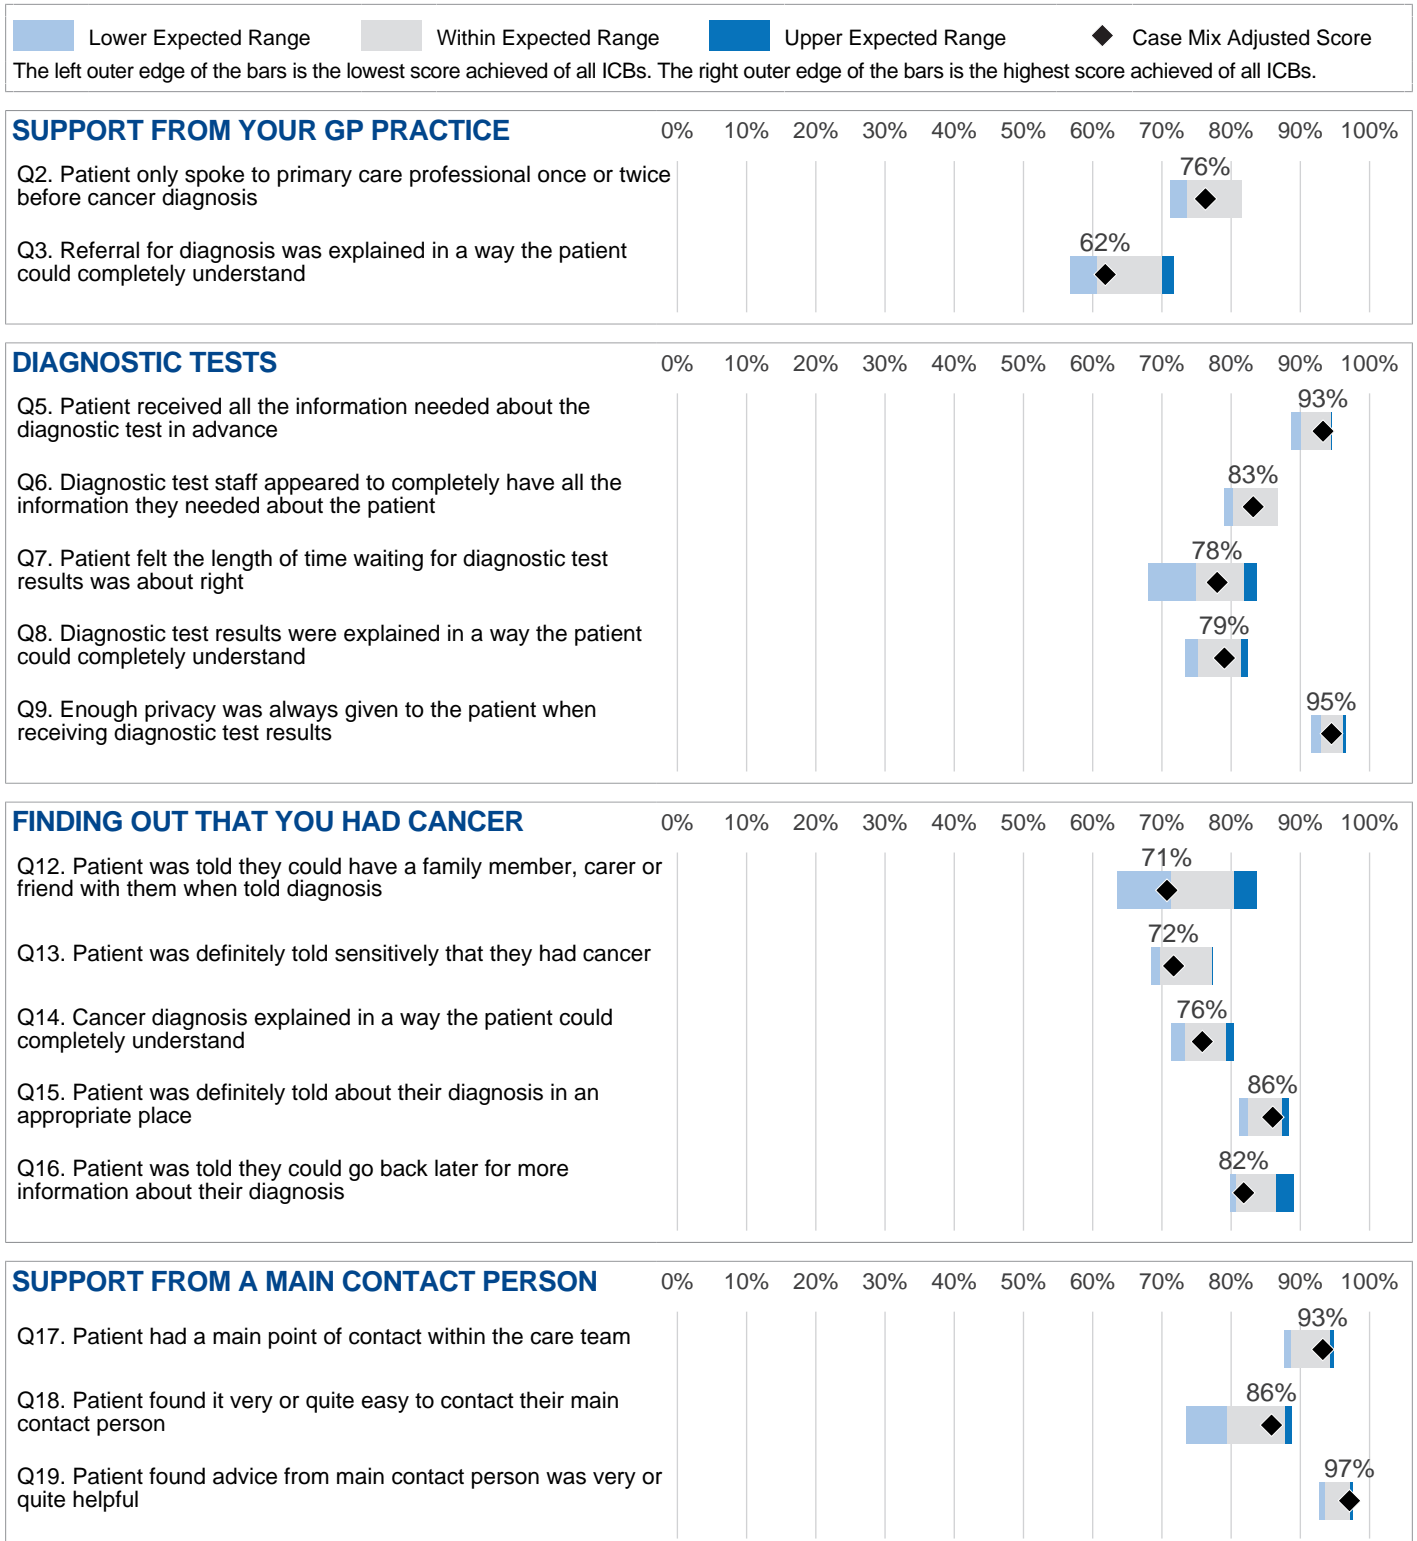 Lower Expected Range Within Expected Range Upper Expected Range Case Mix Adjusted Score
The left outer edge of the bars is the lowest score achieved of all ICBs. The right outer edge of the bars is the highest score achieved of all ICBs.
SUPPORT FROM YOUR GP PRACTICE 0% 10% 20% 30% 40% 50% 60% 70% 80% 90% 100%
76%
Q2. Patient only spoke to primary care professional once or twice
before cancer diagnosis
62%
Q3. Referral for diagnosis was explained in a way the patient
could completely understand
DIAGNOSTIC TESTS 0% 10% 20% 30% 40% 50% 60% 70% 80% 90% 100%
93%
Q5. Patient received all the information needed about the
diagnostic test in advance
83%
Q6. Diagnostic test staff appeared to completely have all the
information they needed about the patient
78%
Q7. Patient felt the length of time waiting for diagnostic test
results was about right
79%
Q8. Diagnostic test results were explained in a way the patient
could completely understand
95%
Q9. Enough privacy was always given to the patient when
receiving diagnostic test results
FINDING OUT THAT YOU HAD CANCER 0% 10% 20% 30% 40% 50% 60% 70% 80% 90% 100%
71%
Q12. Patient was told they could have a family member, carer or
friend with them when told diagnosis
72%
Q13. Patient was definitely told sensitively that they had cancer
76%
Q14. Cancer diagnosis explained in a way the patient could
completely understand
86%
Q15. Patient was definitely told about their diagnosis in an
appropriate place
82%
Q16. Patient was told they could go back later for more
information about their diagnosis
SUPPORT FROM A MAIN CONTACT PERSON 0% 10% 20% 30% 40% 50% 60% 70% 80% 90% 100%
93%
Q17. Patient had a main point of contact within the care team
86%
Q18. Patient found it very or quite easy to contact their main
contact person
97%
Q19. Patient found advice from main contact person was very or
quite helpful